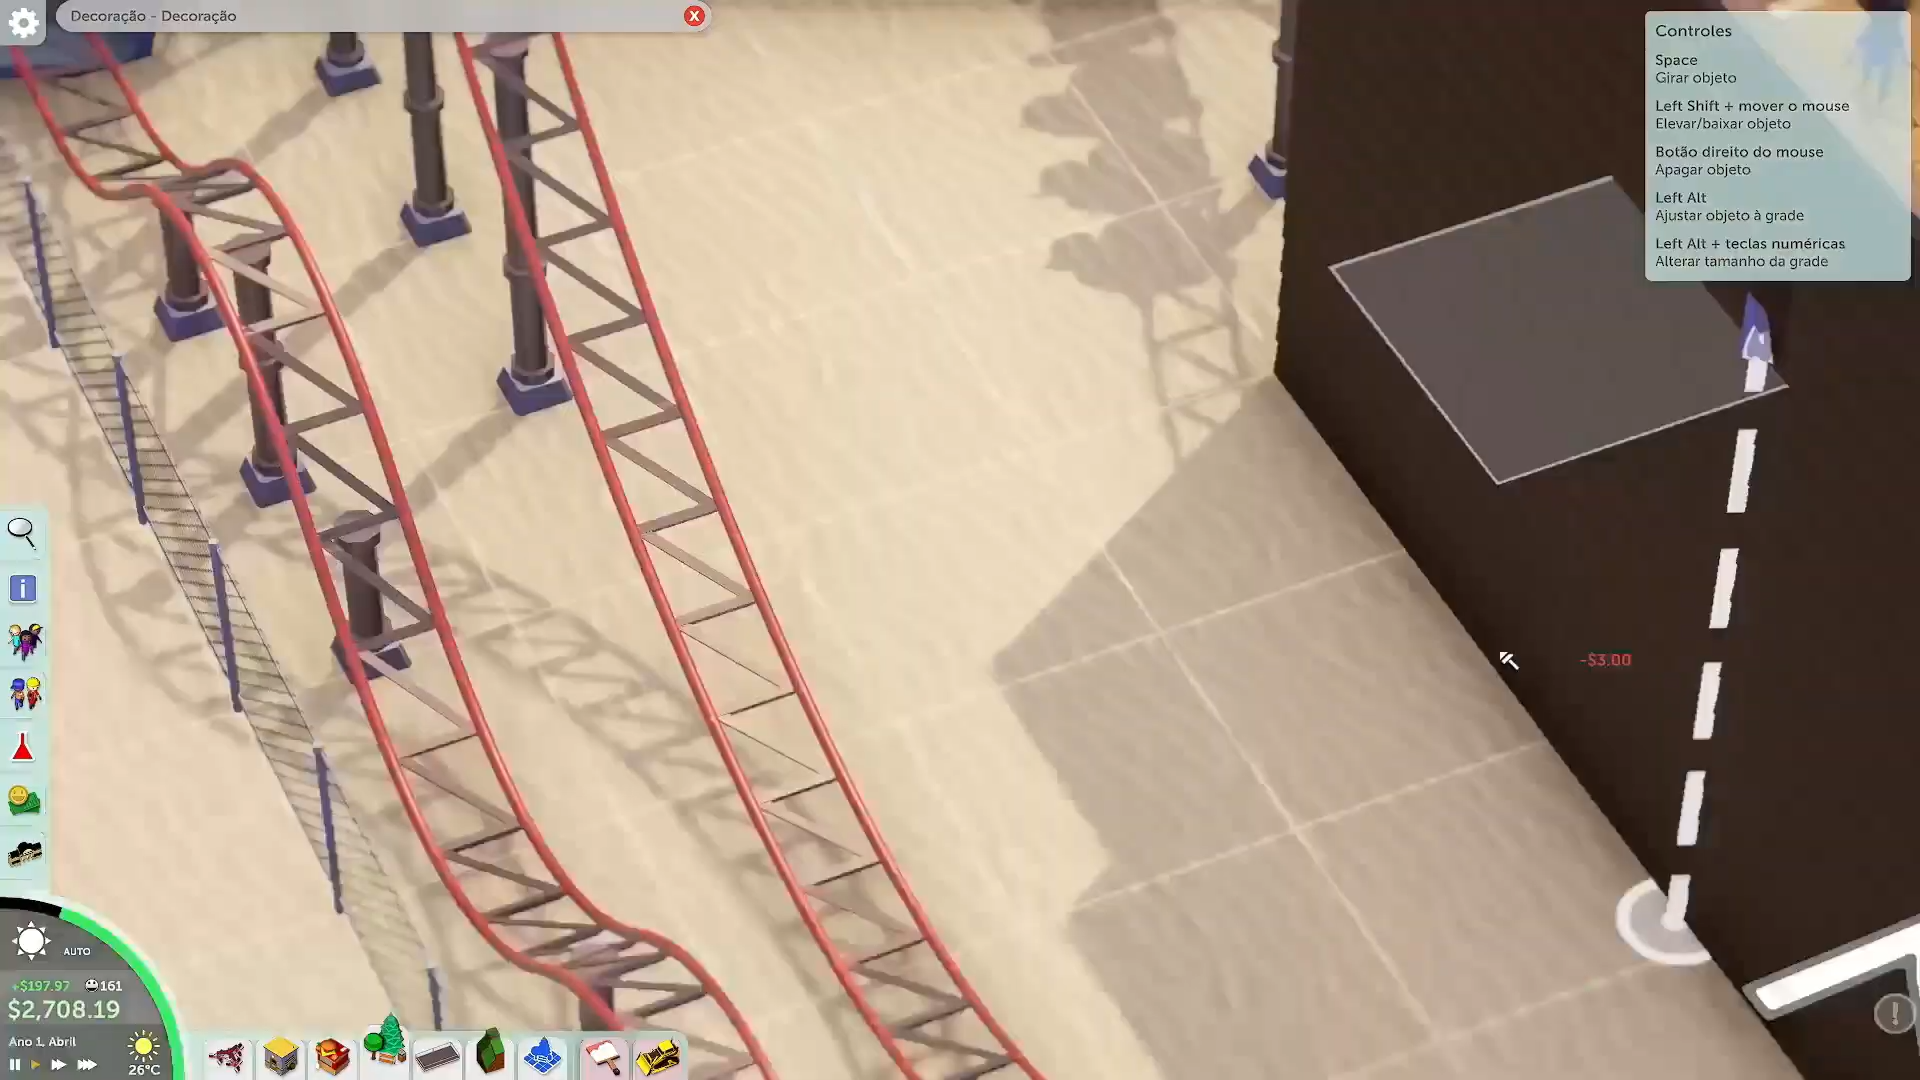 Decoração - Decoração
X
Controles
Space
Girar objeto
Left Shift + mover o mouse
Elevar/baixar objeto
Botão direito do mouse
Apagar objeto
Left Alt
Ajustar objeto à grade
Left Alt + teclas numéricas
Alterar tamanho da grade
-$3.00
i
AUTO
+$197.97 161
$2,708.19
Ano 1, Abril
26°C
!